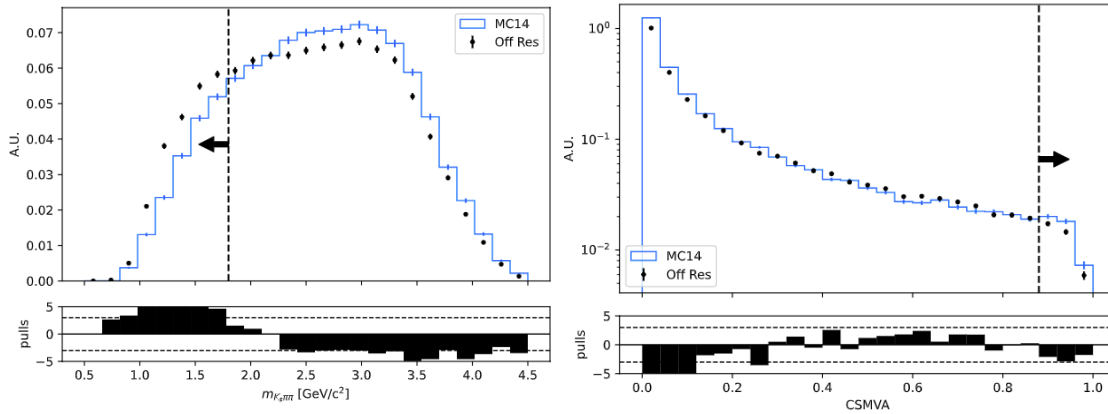 0.07
0.06
0.05
0.04
0.03
0.02
0.01
0.00
A.U.
MC14
Off Res
5
0
−5
pulls
0.5 1.0 1.5 2.0 2.5 3.0 3.5 4.0 4.5
m_{K_sππ} [GeV/c²]
10⁰
10⁻¹
10⁻²
A.U.
MC14
Off Res
5
0
−5
pulls
0.0 0.2 0.4 0.6 0.8 1.0
CSMVA